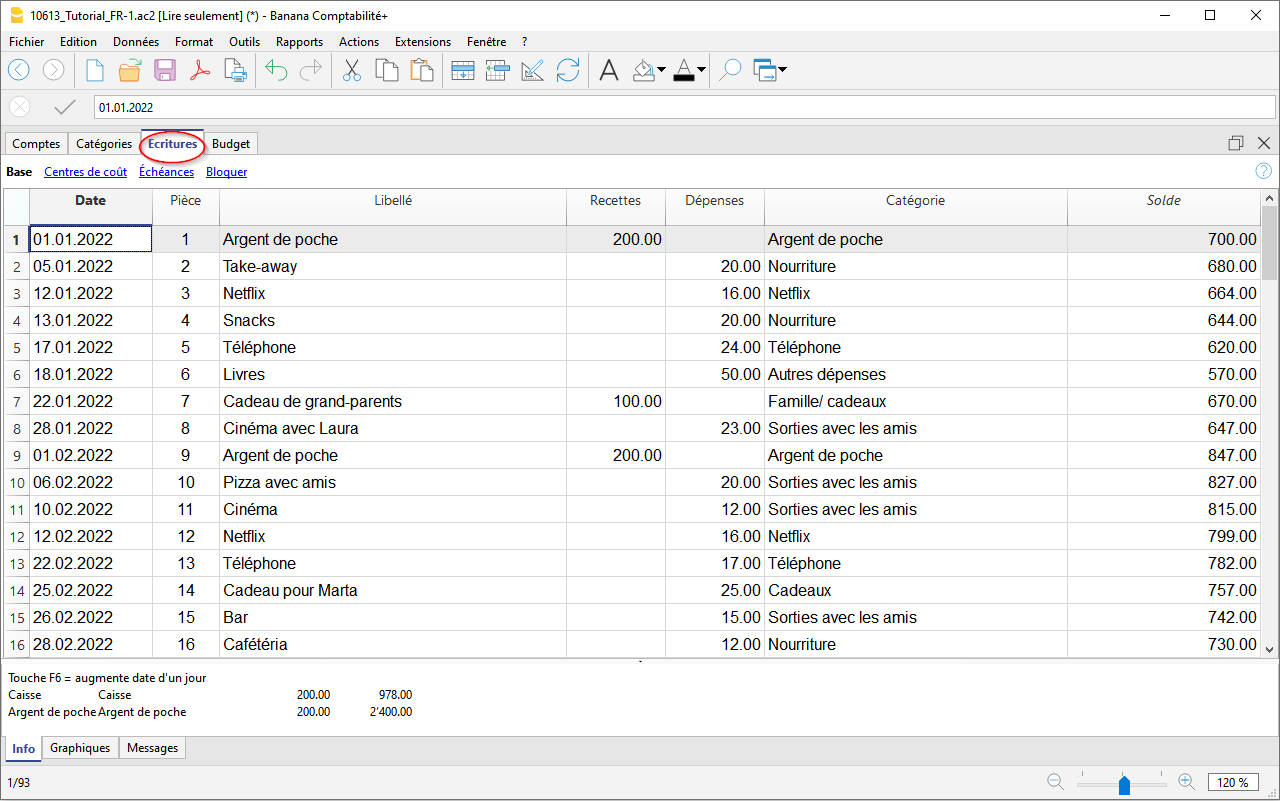 10613_Tutorial_FR-1.ac2 [Lire seulement] (*) - Banana Comptabilité+
Fichier Edition Données Format Outils Rapports Actions Extensions Fenêtre ?
01.01.2022
Comptes Catégories Ecritures Budget
Base Centres de coût Échéances Bloquer
Date Pièce Libellé Recettes Dépenses Catégorie Solde
1 01.01.2022 1 Argent de poche 200.00 Argent de poche 700.00
2 05.01.2022 2 Take-away 20.00 Nourriture 680.00
3 12.01.2022 3 Netflix 16.00 Netflix 664.00
4 13.01.2022 4 Snacks 20.00 Nourriture 644.00
5 17.01.2022 5 Téléphone 24.00 Téléphone 620.00
6 18.01.2022 6 Livres 50.00 Autres dépenses 570.00
7 22.01.2022 7 Cadeau de grand-parents 100.00 Famille/ cadeaux 670.00
8 28.01.2022 8 Cinéma avec Laura 23.00 Sorties avec les amis 647.00
9 01.02.2022 9 Argent de poche 200.00 Argent de poche 847.00
10 06.02.2022 10 Pizza avec amis 20.00 Sorties avec les amis 827.00
11 10.02.2022 11 Cinéma 12.00 Sorties avec les amis 815.00
12 12.02.2022 12 Netflix 16.00 Netflix 799.00
13 22.02.2022 13 Téléphone 17.00 Téléphone 782.00
14 25.02.2022 14 Cadeau pour Marta 25.00 Cadeaux 757.00
15 26.02.2022 15 Bar 15.00 Sorties avec les amis 742.00
16 28.02.2022 16 Cafétéria 12.00 Nourriture 730.00
Touche F6 = augmente date d'un jour
Caisse Caisse 200.00 978.00
Argent de poche Argent de poche 200.00 2'400.00
Info Graphiques Messages
1/93 120 %